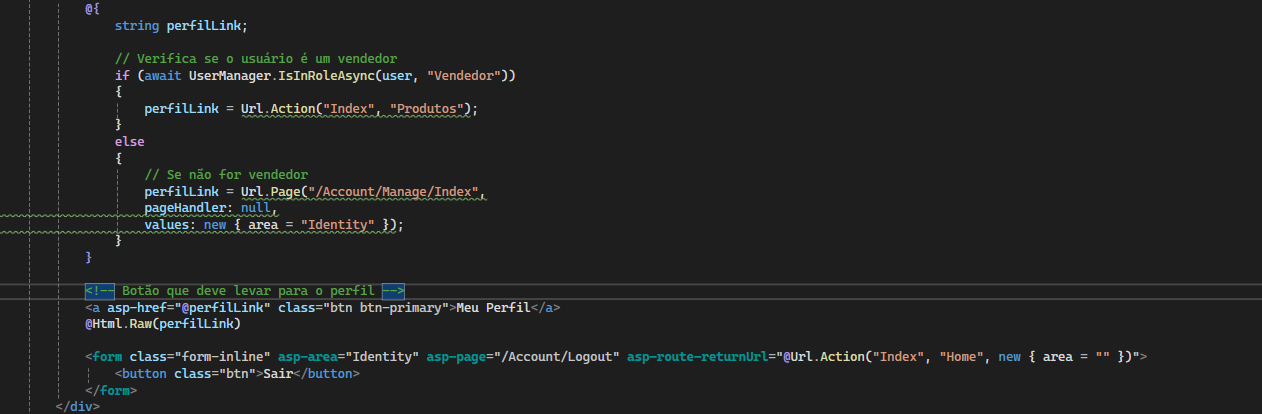 @{
string perfilLink;
// Verifica se o usuário é um vendedor
if (await UserManager.IsInRoleAsync(user, "Vendedor"))
{
perfilLink = Url.Action("Index", "Produtos");
}
else
{
// Se não for vendedor
perfilLink = Url.Page("/Account/Manage/Index",
pageHandler: null,
values: new { area = "Identity" });
}
}
<!-- Botão que deve levar para o perfil -->
<a asp-href="@perfilLink" class="btn btn-primary">Meu Perfil</a>
@Html.Raw(perfilLink)
<form class="form-inline" asp-area="Identity" asp-page="/Account/Logout" asp-route-returnUrl="@Url.Action("Index", "Home", new { area = "" })">
<button class="btn">Sair</button>
</form>
</div>